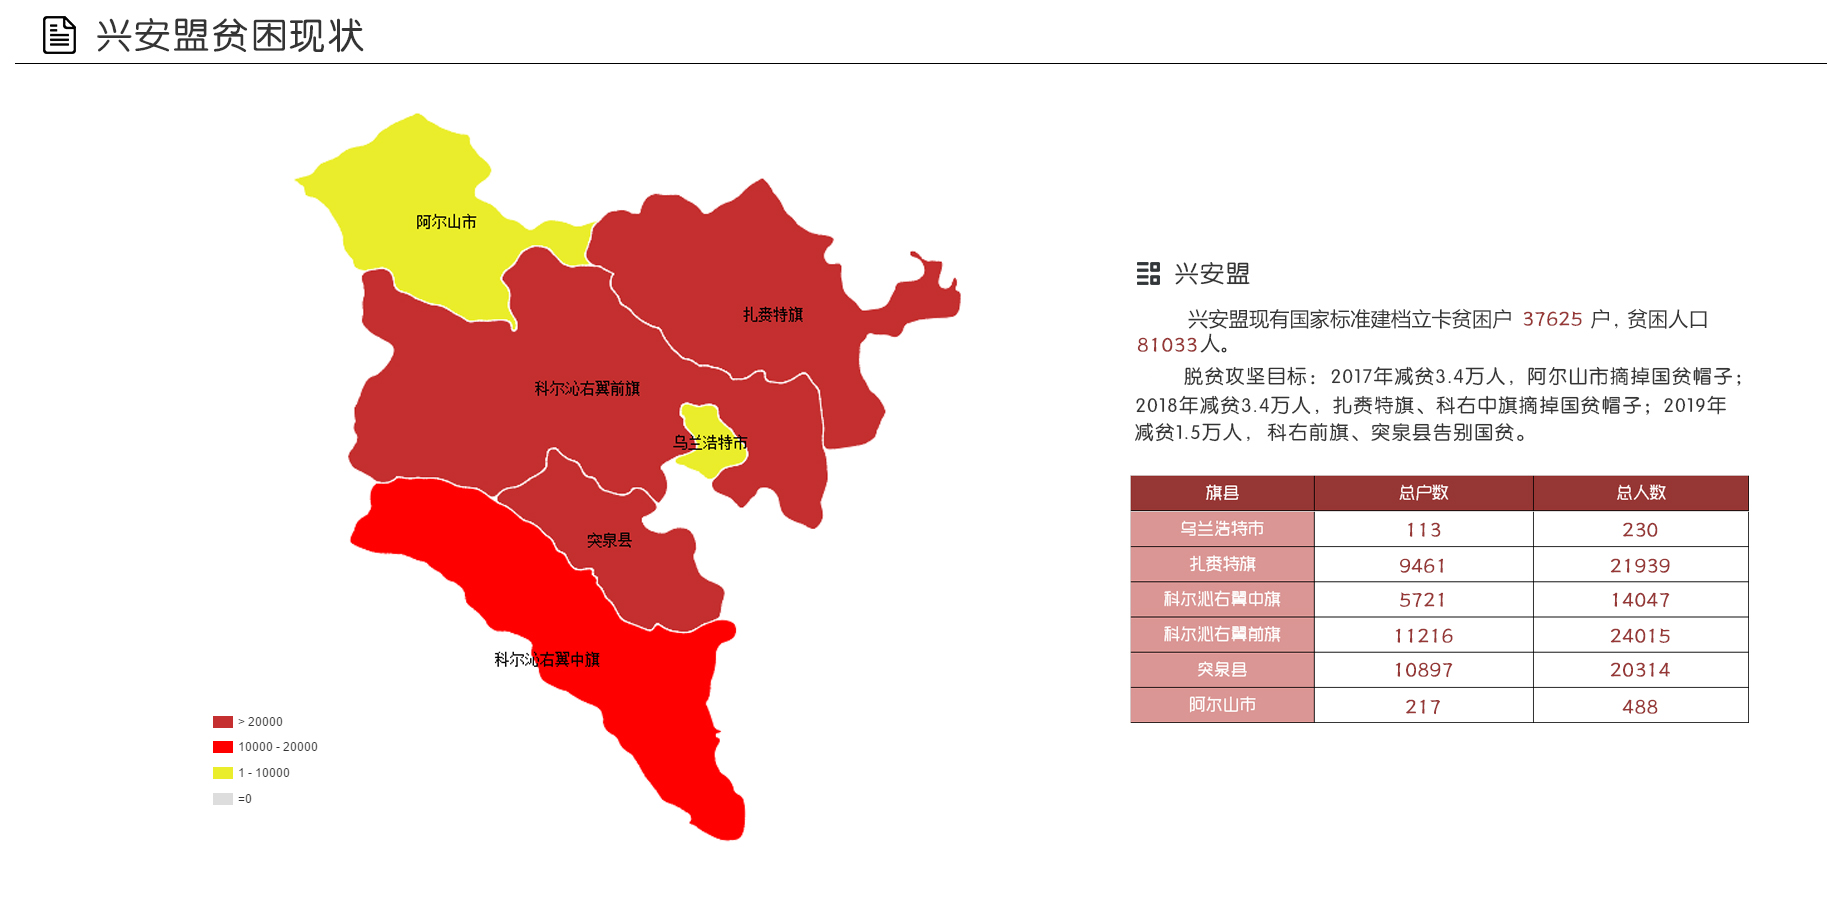 兴安盟贫困现状
阿尔山市
扎赉特旗
科尔沁右翼前旗
乌兰浩特市
突泉县
科尔沁右翼中旗
> 20000
10000 - 20000
1 - 10000
=0
兴安盟
兴安盟现有国家标准建档立卡贫困户 37625 户, 贫困人口
81033人。
脱贫攻坚目标：2017年减贫3.4万人，阿尔山市摘掉国贫帽子；
2018年减贫3.4万人，扎赉特旗、科右中旗摘掉国贫帽子；2019年
减贫1.5万人， 科右前旗、突泉县告别国贫。
旗县 总户数 总人数
乌兰浩特市 113 230
扎赉特旗 9461 21939
科尔沁右翼中旗 5721 14047
科尔沁右翼前旗 11216 24015
突泉县 10897 20314
阿尔山市 217 488